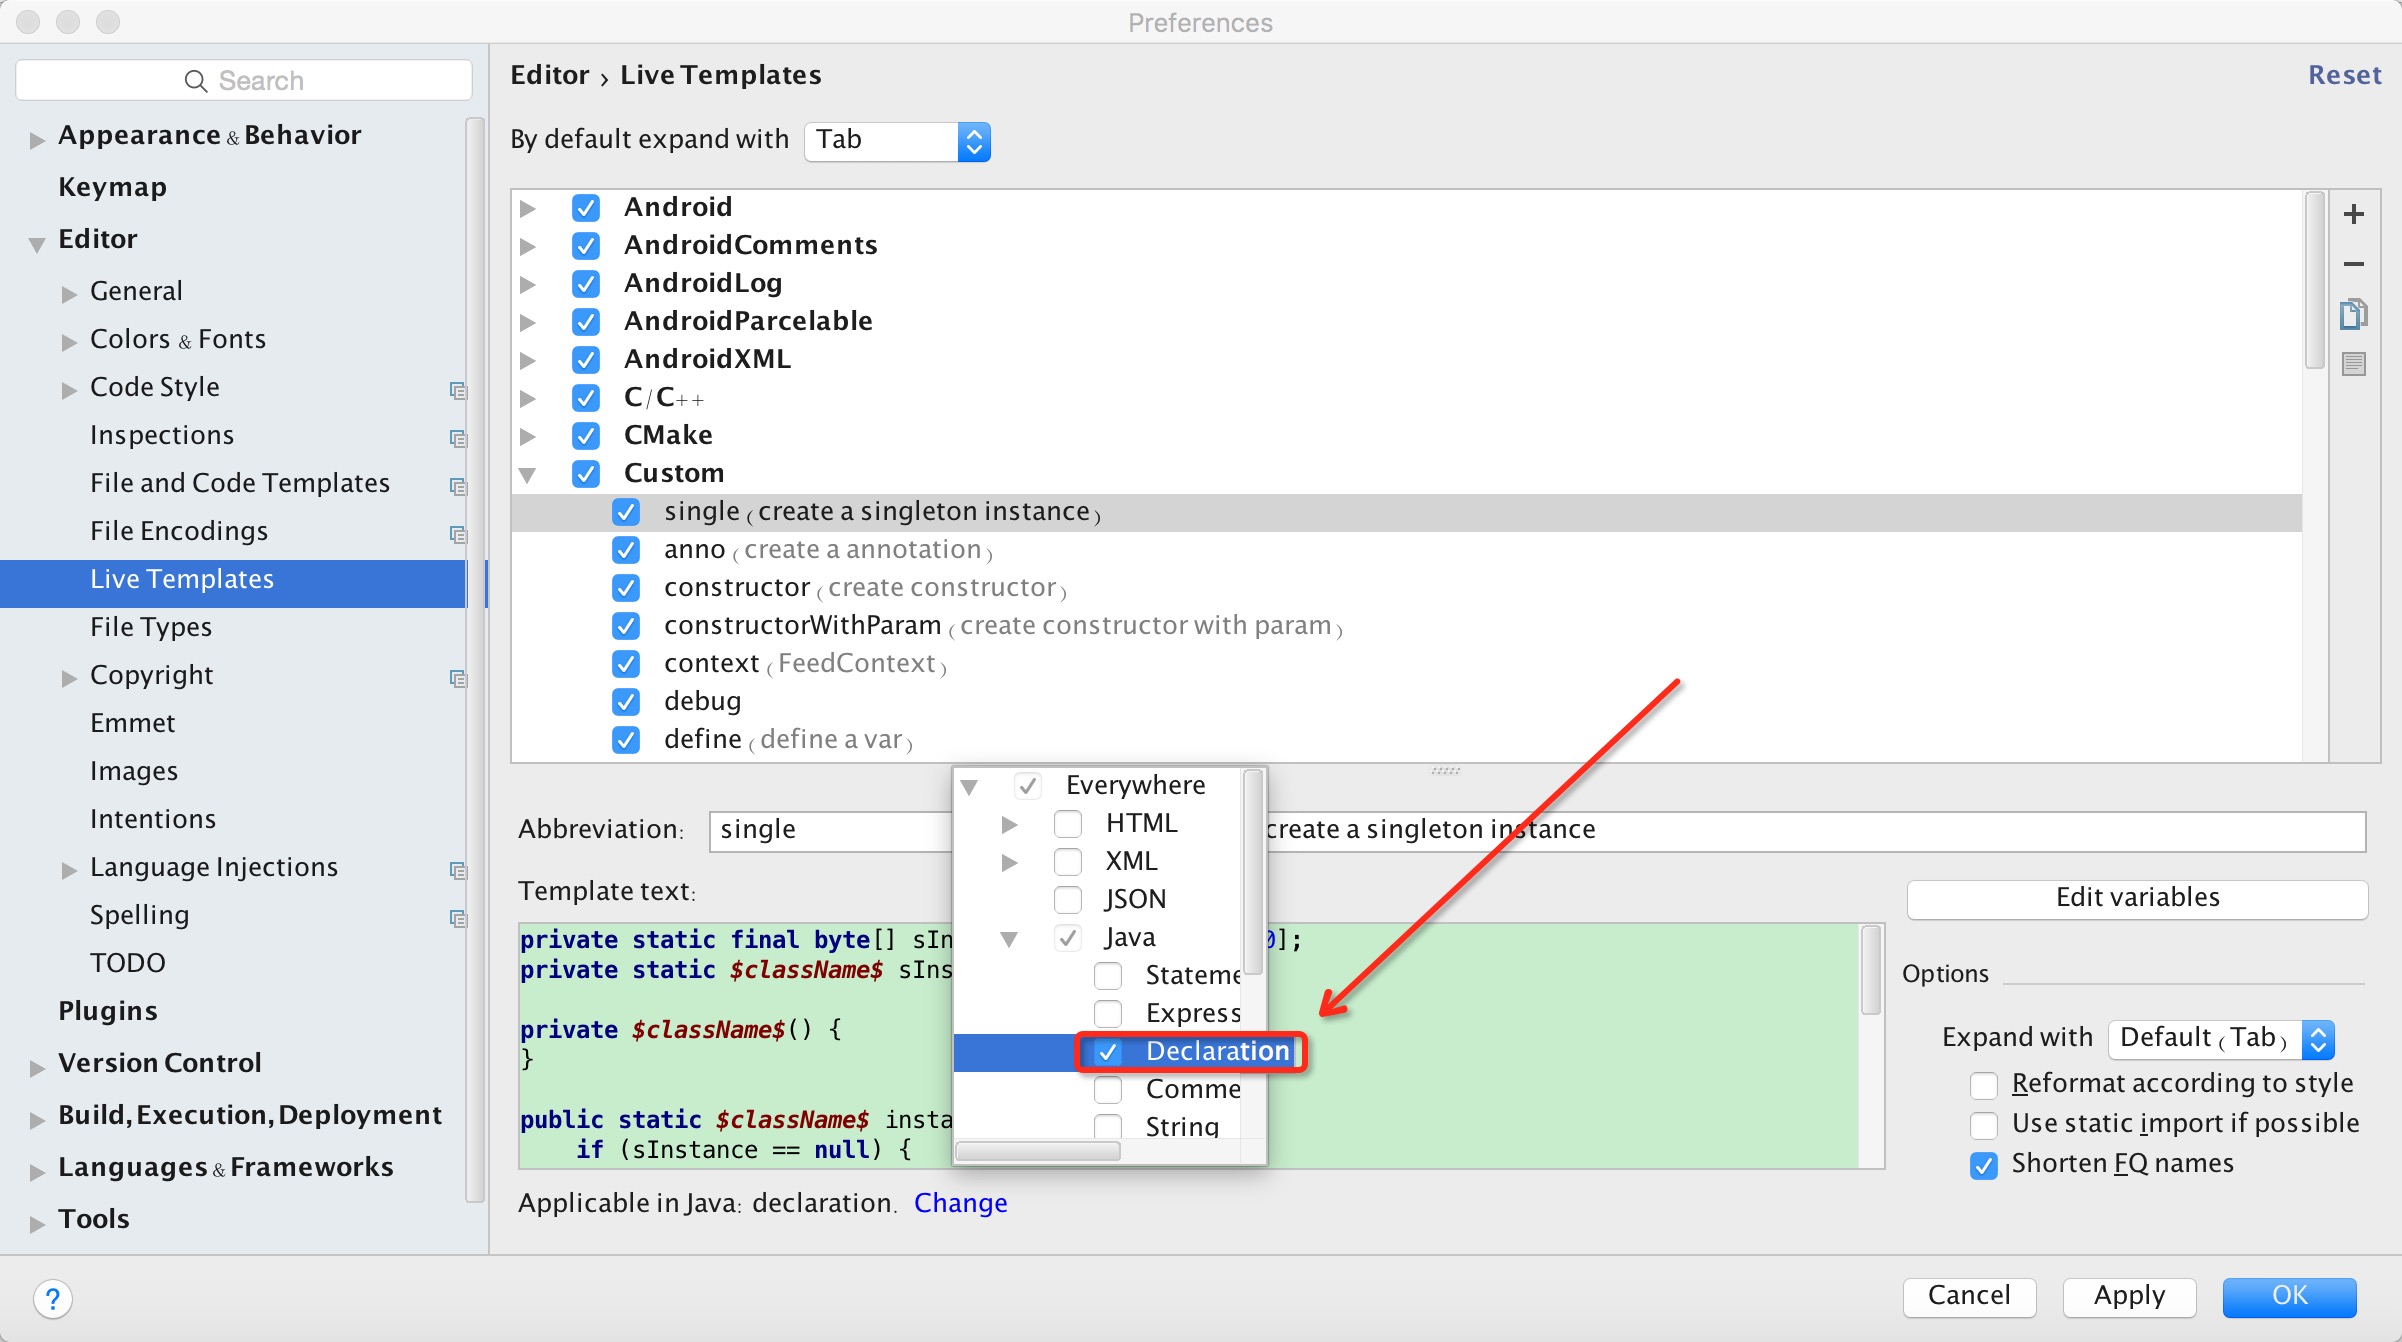 Preferences
Search
Appearance & Behavior
Keymap
Editor
General
Colors & Fonts
Code Style
Inspections
File and Code Templates
File Encodings
Live Templates
File Types
Copyright
Emmet
Images
Intentions
Language Injections
Spelling
TODO
Plugins
Version Control
Build, Execution, Deployment
Languages & Frameworks
Tools
Editor › Live Templates
Reset
By default expand with Tab
Android
AndroidComments
AndroidLog
AndroidParcelable
AndroidXML
C/C++
CMake
Custom
single (create a singleton instance)
anno (create a annotation)
constructor (create constructor)
constructorWithParam (create constructor with param)
context (FeedContext)
debug
define (define a var)
Abbreviation: single
create a singleton instance
Everywhere
HTML
XML
JSON
Java
Stateme
Express
Declaration
Comme
String
Template text:
private static final byte[] sIn 0];
private static $className$ sIns
private $className$() {
}
public static $className$ insta
if (sInstance == null) {
Applicable in Java: declaration. Change
Edit variables
Options
Expand with Default (Tab)
Reformat according to style
Use static import if possible
Shorten FQ names
?
Cancel
Apply
OK